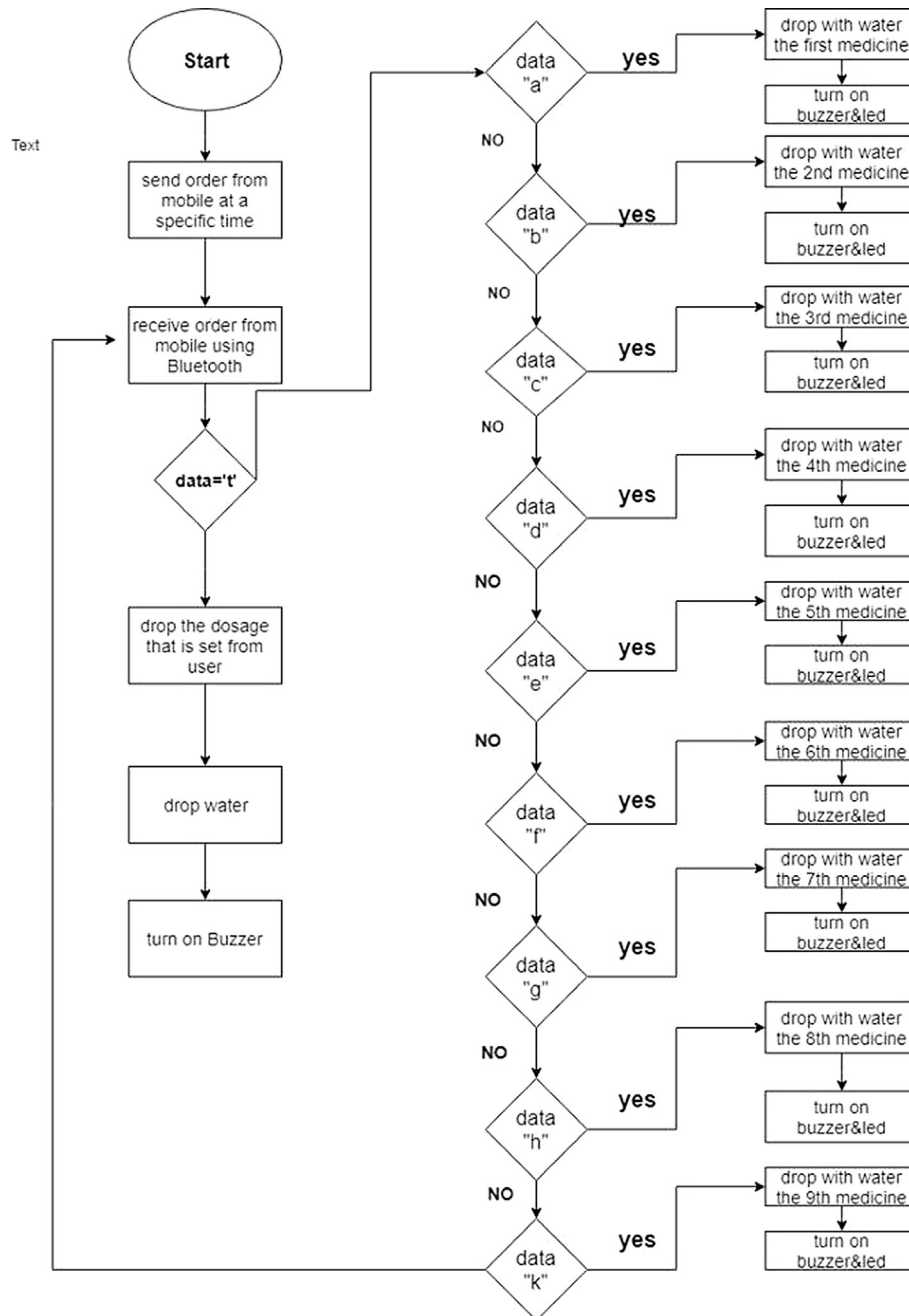 Start
Text
send order from
mobile at a
specific time
receive order from
mobile using
Bluetooth
data='t'
drop the dosage
that is set from
user
drop water
turn on Buzzer
data
"a"
yes
drop with water
the first medicine
turn on
buzzer&led
NO
data
"b"
yes
drop with water
the 2nd medicine
turn on
buzzer&led
NO
data
"c"
yes
drop with water
the 3rd medicine
turn on
buzzer&led
NO
data
"d"
yes
drop with water
the 4th medicine
turn on
buzzer&led
NO
data
"e"
yes
drop with water
the 5th medicine
turn on
buzzer&led
NO
data
"f"
yes
drop with water
the 6th medicine
turn on
buzzer&led
NO
data
"g"
yes
drop with water
the 7th medicine
turn on
buzzer&led
NO
data
"h"
yes
drop with water
the 8th medicine
turn on
buzzer&led
NO
data
"k"
yes
drop with water
the 9th medicine
turn on
buzzer&led